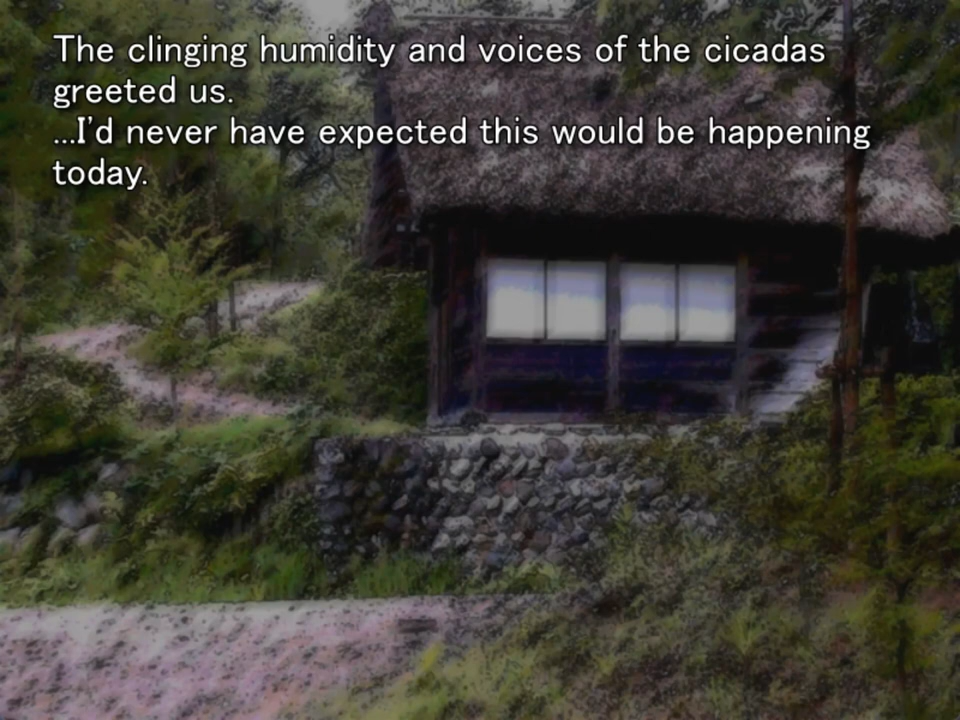 The clinging humidity and voices of the cicadas
greeted us.
...I'd never have expected this would be happening
today.